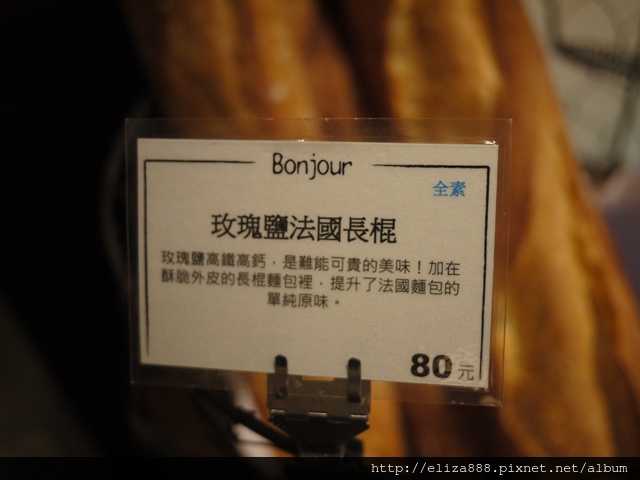 Bonjour
全素
玫瑰鹽法國長棍
玫瑰鹽高鐵高鈣，是難能可貴的美味！加在
酥脆外皮的長棍麵包裡，提升了法國麵包的
單純原味。
80元
http://eliza888.pixnet.net/album